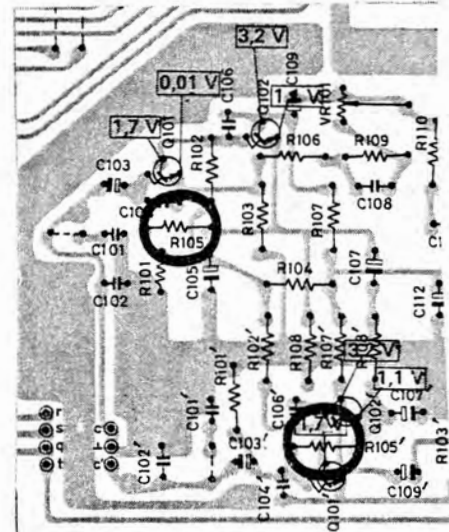 3,2 V
0,01 V
1,7 V
C106
Q102
C109
VR101
Q101
R102
R106
R109
R110
C103
C108
R105
R103
R107
C101
C102
R101
C105
R104
C107
C112
R102'
R108
R107'
R108'
R101'
1,1 V
C101'
C106'
Q102'
C107'
1,7
R105'
R103'
C102'
C103'
C104'
Q101'
C109'
r
s
q
t